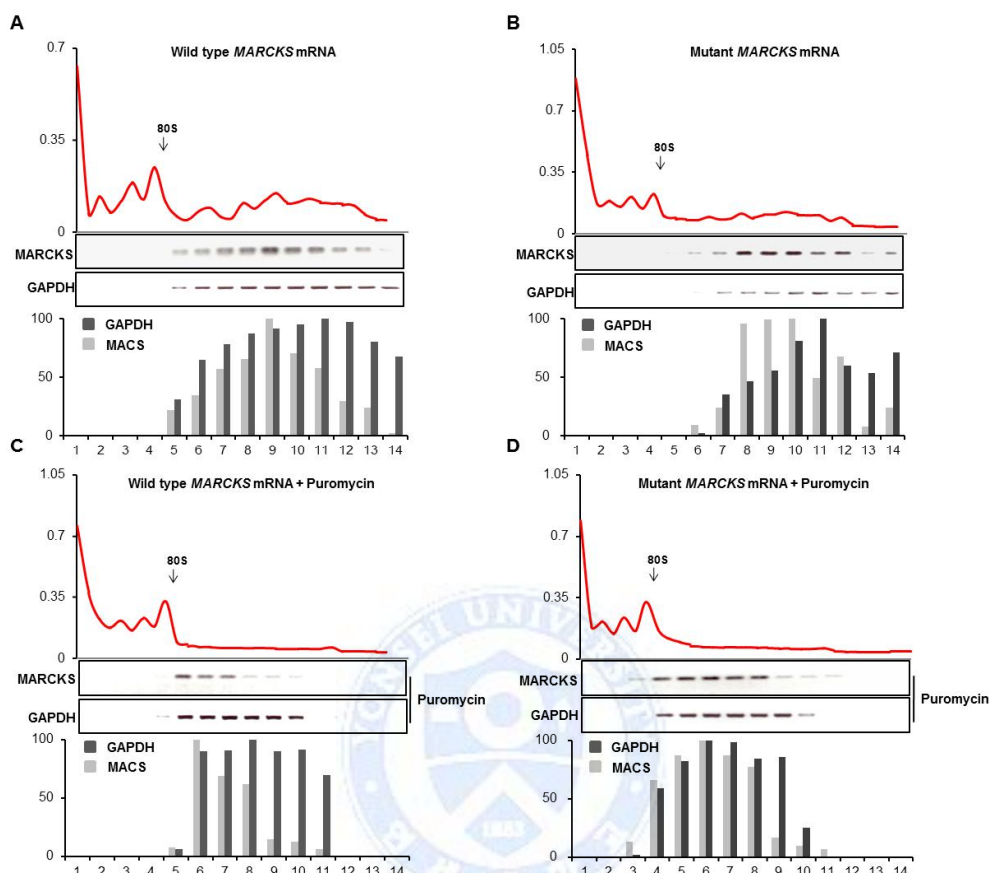 A
Wild type MARCKS mRNA
0.7
0.35
0
80S
MARCKS
GAPDH
100
50
0
GAPDH
MACS
1 2 3 4 5 6 7 8 9 10 11 12 13 14
B
Mutant MARCKS mRNA
1.05
0.7
0.35
0
80S
MARCKS
GAPDH
100
50
0
GAPDH
MACS
1 2 3 4 5 6 7 8 9 10 11 12 13 14
C
Wild type MARCKS mRNA + Puromycin
1.05
0.7
0.35
0
80S
MARCKS
GAPDH
Puromycin
100
50
0
GAPDH
MACS
1 2 3 4 5 6 7 8 9 10 11 12 13 14
D
Mutant MARCKS mRNA + Puromycin
1.05
0.7
0.35
0
80S
MARCKS
GAPDH
Puromycin
100
50
0
GAPDH
MACS
1 2 3 4 5 6 7 8 9 10 11 12 13 14
1885